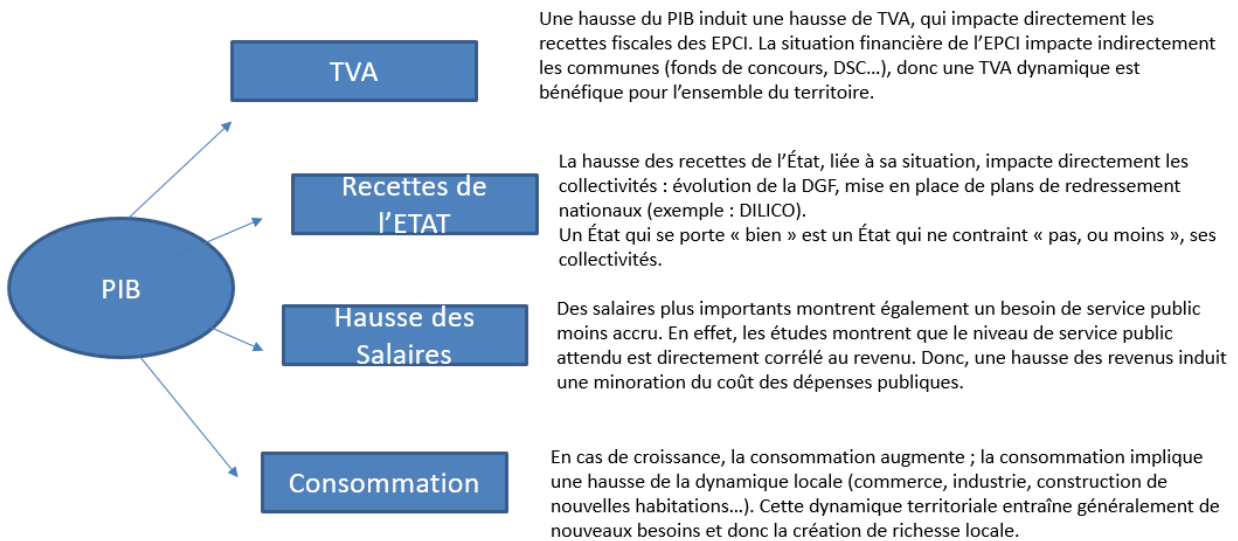 Une hausse du PIB induit une hausse de TVA, qui impacte directement les
recettes fiscales des EPCI. La situation financière de l’EPCI impacte indirectement
les communes (fonds de concours, DSC…), donc une TVA dynamique est
bénéfique pour l’ensemble du territoire.
TVA
La hausse des recettes de l’État, liée à sa situation, impacte directement les
collectivités : évolution de la DGF, mise en place de plans de redressement
nationaux (exemple : DILICO).
Un État qui se porte « bien » est un État qui ne contraint « pas, ou moins », ses
collectivités.
Recettes de
l’ETAT
PIB
Hausse des
Salaires
Des salaires plus importants montrent également un besoin de service public
moins accru. En effet, les études montrent que le niveau de service public
attendu est directement corrélé au revenu. Donc, une hausse des revenus induit
une minoration du coût des dépenses publiques.
Consommation
En cas de croissance, la consommation augmente ; la consommation implique
une hausse de la dynamique locale (commerce, industrie, construction de
nouvelles habitations…). Cette dynamique territoriale entraîne généralement de
nouveaux besoins et donc la création de richesse locale.